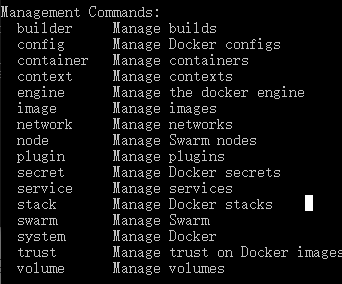 Management Commands:
  builder     Manage builds
  config      Manage Docker configs
  container   Manage containers
  context     Manage contexts
  engine      Manage the docker engine
  image       Manage images
  network     Manage networks
  node        Manage Swarm nodes
  plugin      Manage plugins
  secret      Manage Docker secrets
  service     Manage services
  stack       Manage Docker stacks
  swarm       Manage Swarm
  system      Manage Docker
  trust       Manage trust on Docker images
  volume      Manage volumes